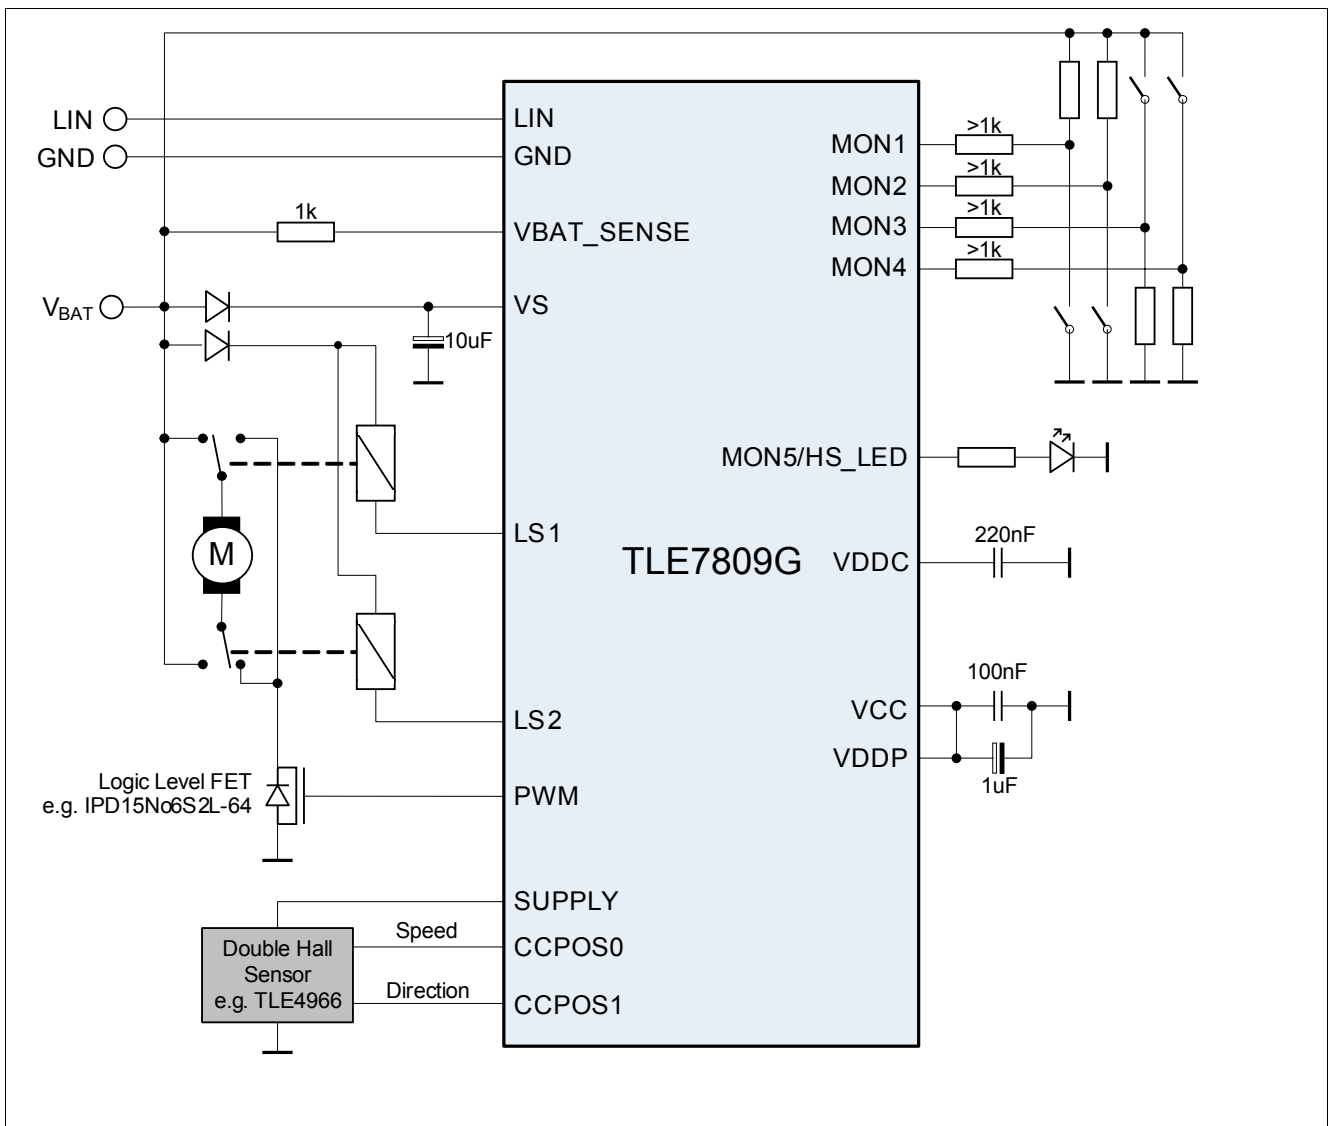 LIN
GND
VBAT
LIN
GND
1k
VBAT_SENSE
VS
10uF
M
LS1
LS2
Logic Level FET
e.g. IPD15No6S2L-64
PWM
SUPPLY
Double Hall
Sensor
e.g. TLE4966
Speed
CCPOS0
Direction
CCPOS1
TLE7809G
MON1
>1k
MON2
>1k
MON3
>1k
MON4
>1k
MON5/HS_LED
VDDC
220nF
VCC
100nF
VDDP
1uF